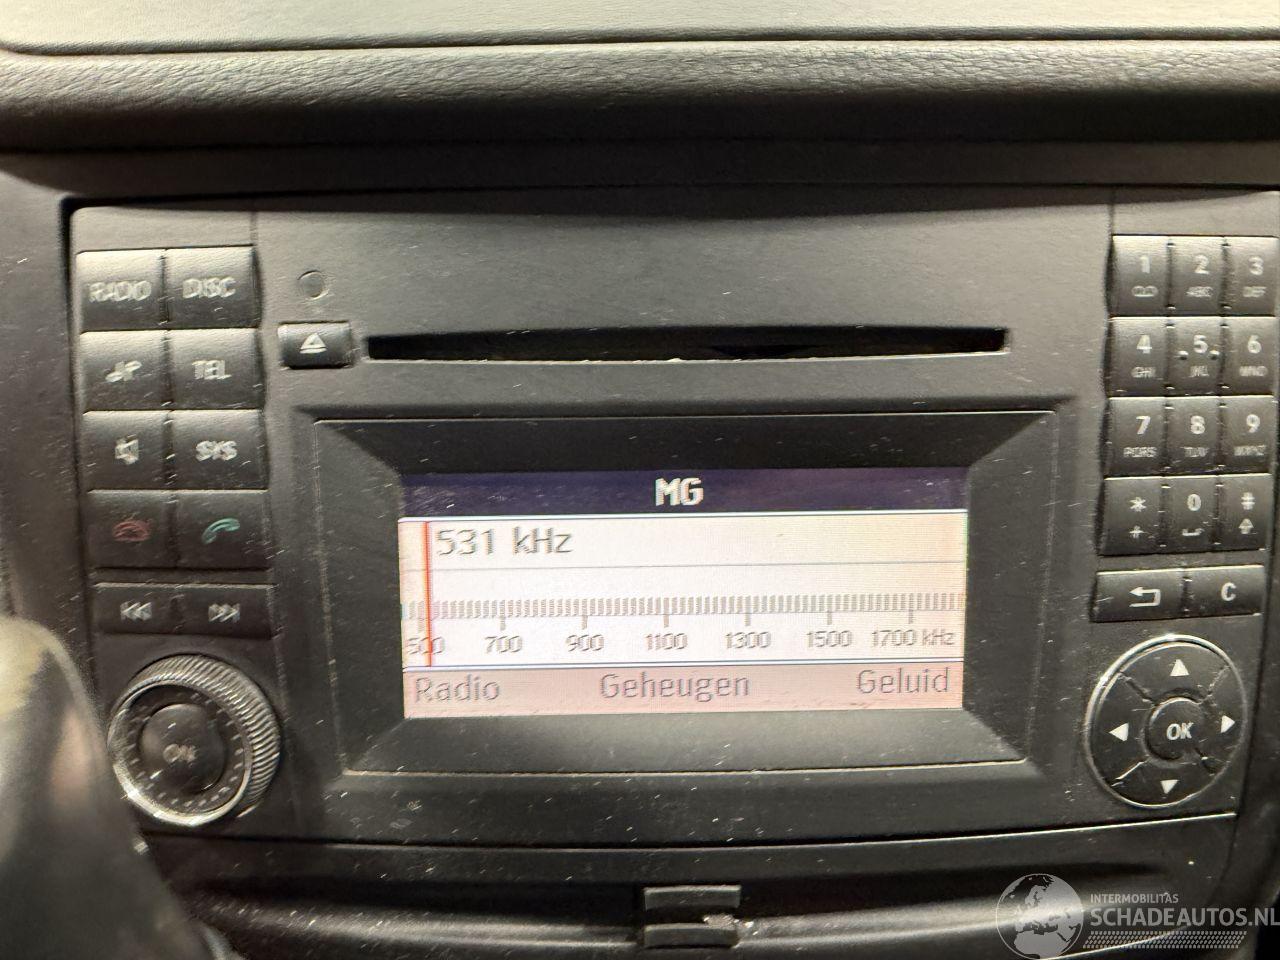 RADIO DISC
TEL
SYS
ON
MG
531 kHz
500 700 900 1100 1300 1500 1700 kHz
Radio Geheugen Geluid
1 2 3
ABC DEF
4 5 6
GHI JKL MNO
7 8 9
PQRS TUV WXYZ
* 0 #
+
C
OK
INTERMOBILITAS
SCHADEAUTOS.NL